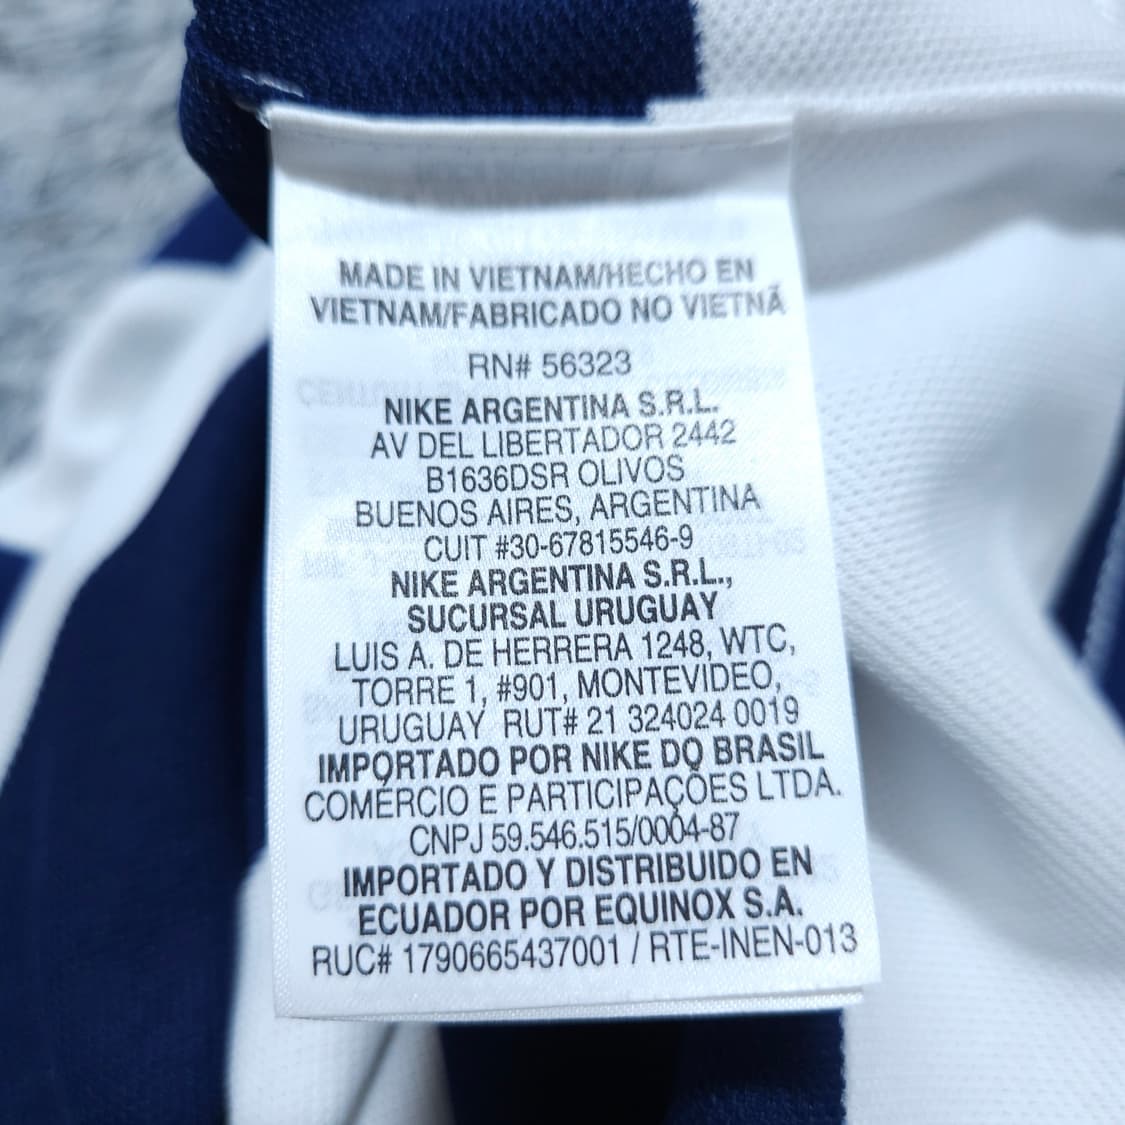 MADE IN VIETNAM/HECHO EN
VIETNAM/FABRICADO NO VIETNÃ
RN# 56323
NIKE ARGENTINA S.R.L.
AV DEL LIBERTADOR 2442
B1636DSR OLIVOS
BUENOS AIRES, ARGENTINA
CUIT #30-67815546-9
NIKE ARGENTINA S.R.L.,
SUCURSAL URUGUAY
LUIS A. DE HERRERA 1248, WTC,
TORRE 1, #901, MONTEVIDEO,
URUGUAY RUT# 21 324024 0019
IMPORTADO POR NIKE DO BRASIL
COMÉRCIO E PARTICIPAÇÕES LTDA.
CNPJ 59.546.515/0004-87
IMPORTADO Y DISTRIBUIDO EN
ECUADOR POR EQUINOX S.A.
RUC# 1790665437001 / RTE-INEN-013